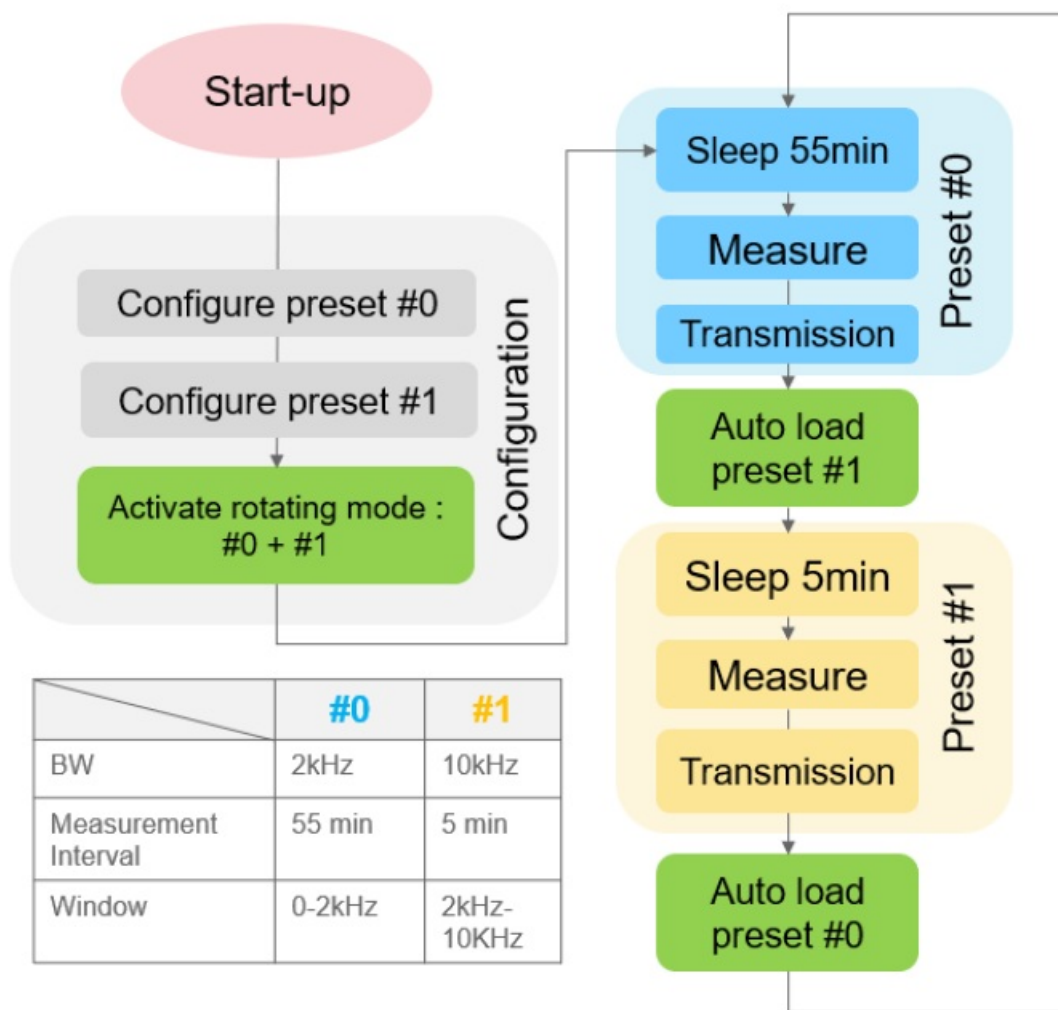 Start-up
Configure preset #0
Configure preset #1
Activate rotating mode :
#0 + #1
Configuration
Sleep 55min
Measure
Transmission
Preset #0
Auto load
preset #1
Sleep 5min
Measure
Transmission
Preset #1
Auto load
preset #0
#0 #1
BW 2kHz 10kHz
Measurement 55 min 5 min
Interval
Window 0-2kHz 2kHz-
10KHz